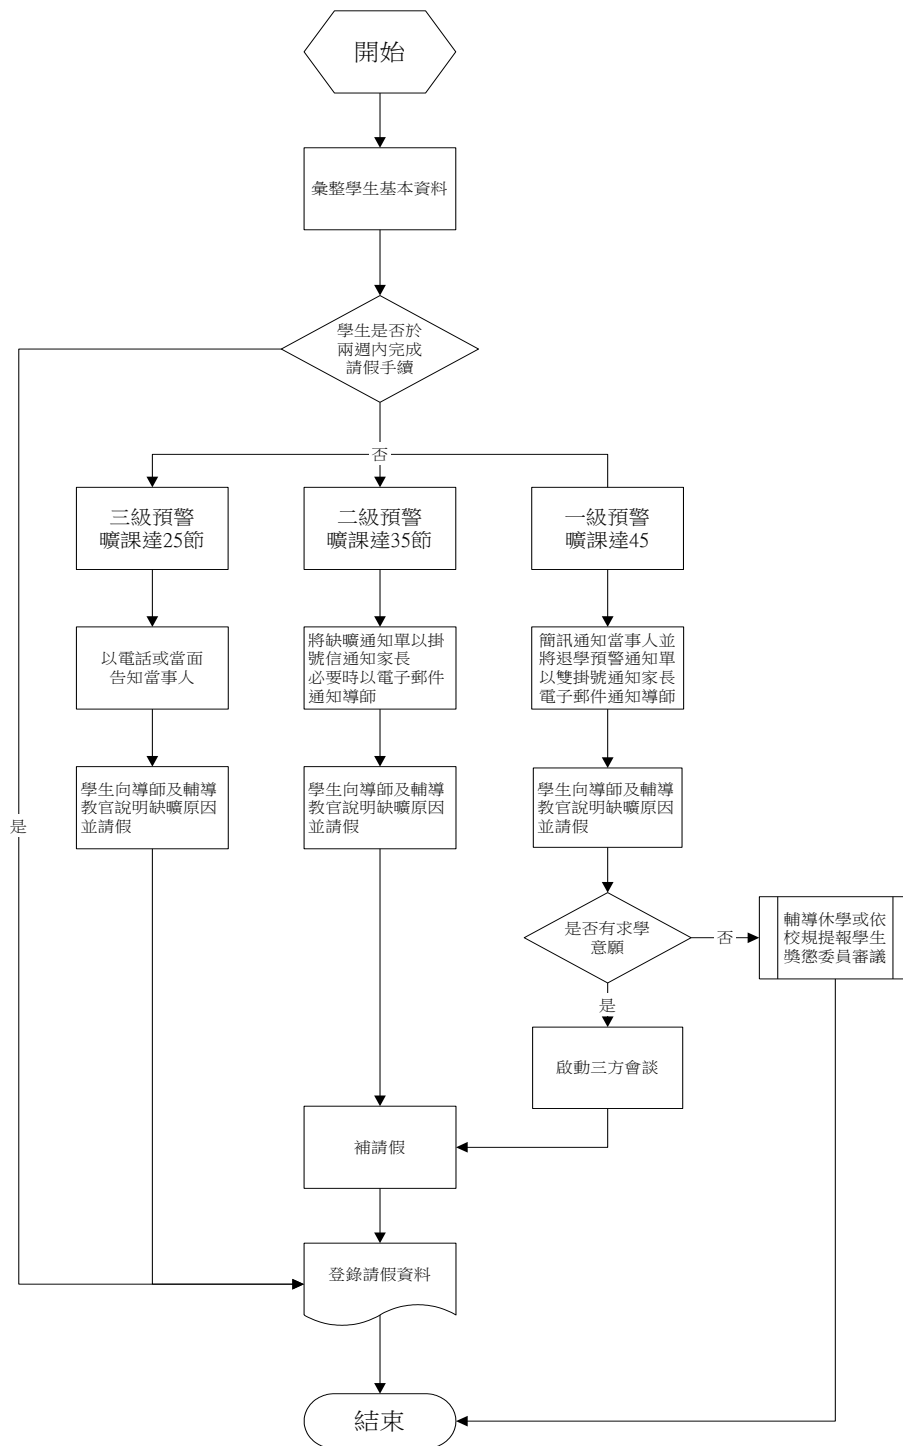 開始
彙整學生基本資料
學生是否於
兩週內完成
請假手續
否
三級預警
曠課達25節
二級預警
曠課達35節
一級預警
曠課達45
以電話或當面
告知當事人
將缺曠通知單以掛
號信通知家長
必要時以電子郵件
通知導師
簡訊通知當事人並
將退學預警通知單
以雙掛號通知家長
電子郵件通知導師
學生向導師及輔導
教官說明缺曠原因
並請假
學生向導師及輔導
教官說明缺曠原因
並請假
學生向導師及輔導
教官說明缺曠原因
並請假
是
是否有求學
意願
否
輔導休學或依
校規提報學生
獎懲委員審議
是
啟動三方會談
補請假
登錄請假資料
結束